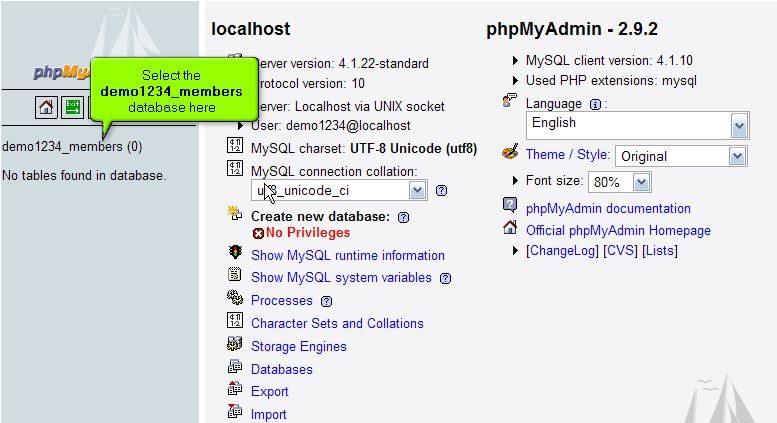 phpMyA
Select the
demo1234_members
database here
demo1234_members (0)
No tables found in database.
localhost
erver version: 4.1.22-standard
rotocol version: 10
erver: Localhost via UNIX socket
User: demo1234@localhost
MySQL charset: UTF-8 Unicode (utf8)
MySQL connection collation:
utf8_unicode_ci
Create new database:
No Privileges
Show MySQL runtime information
Show MySQL system variables
Processes
Character Sets and Collations
Storage Engines
Databases
Export
Import
phpMyAdmin - 2.9.2
MySQL client version: 4.1.10
Used PHP extensions: mysql
Language :
English
Theme / Style: Original
Font size: 80%
phpMyAdmin documentation
Official phpMyAdmin Homepage
[ChangeLog] [CVS] [Lists]